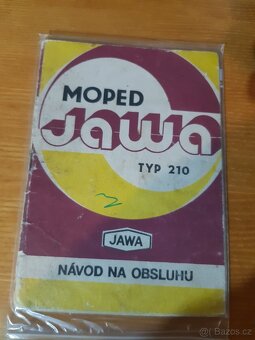 MOPED
Jawa
TYP 210
JAWA
NÁVOD NA OBSLUHU
Bazos.cz